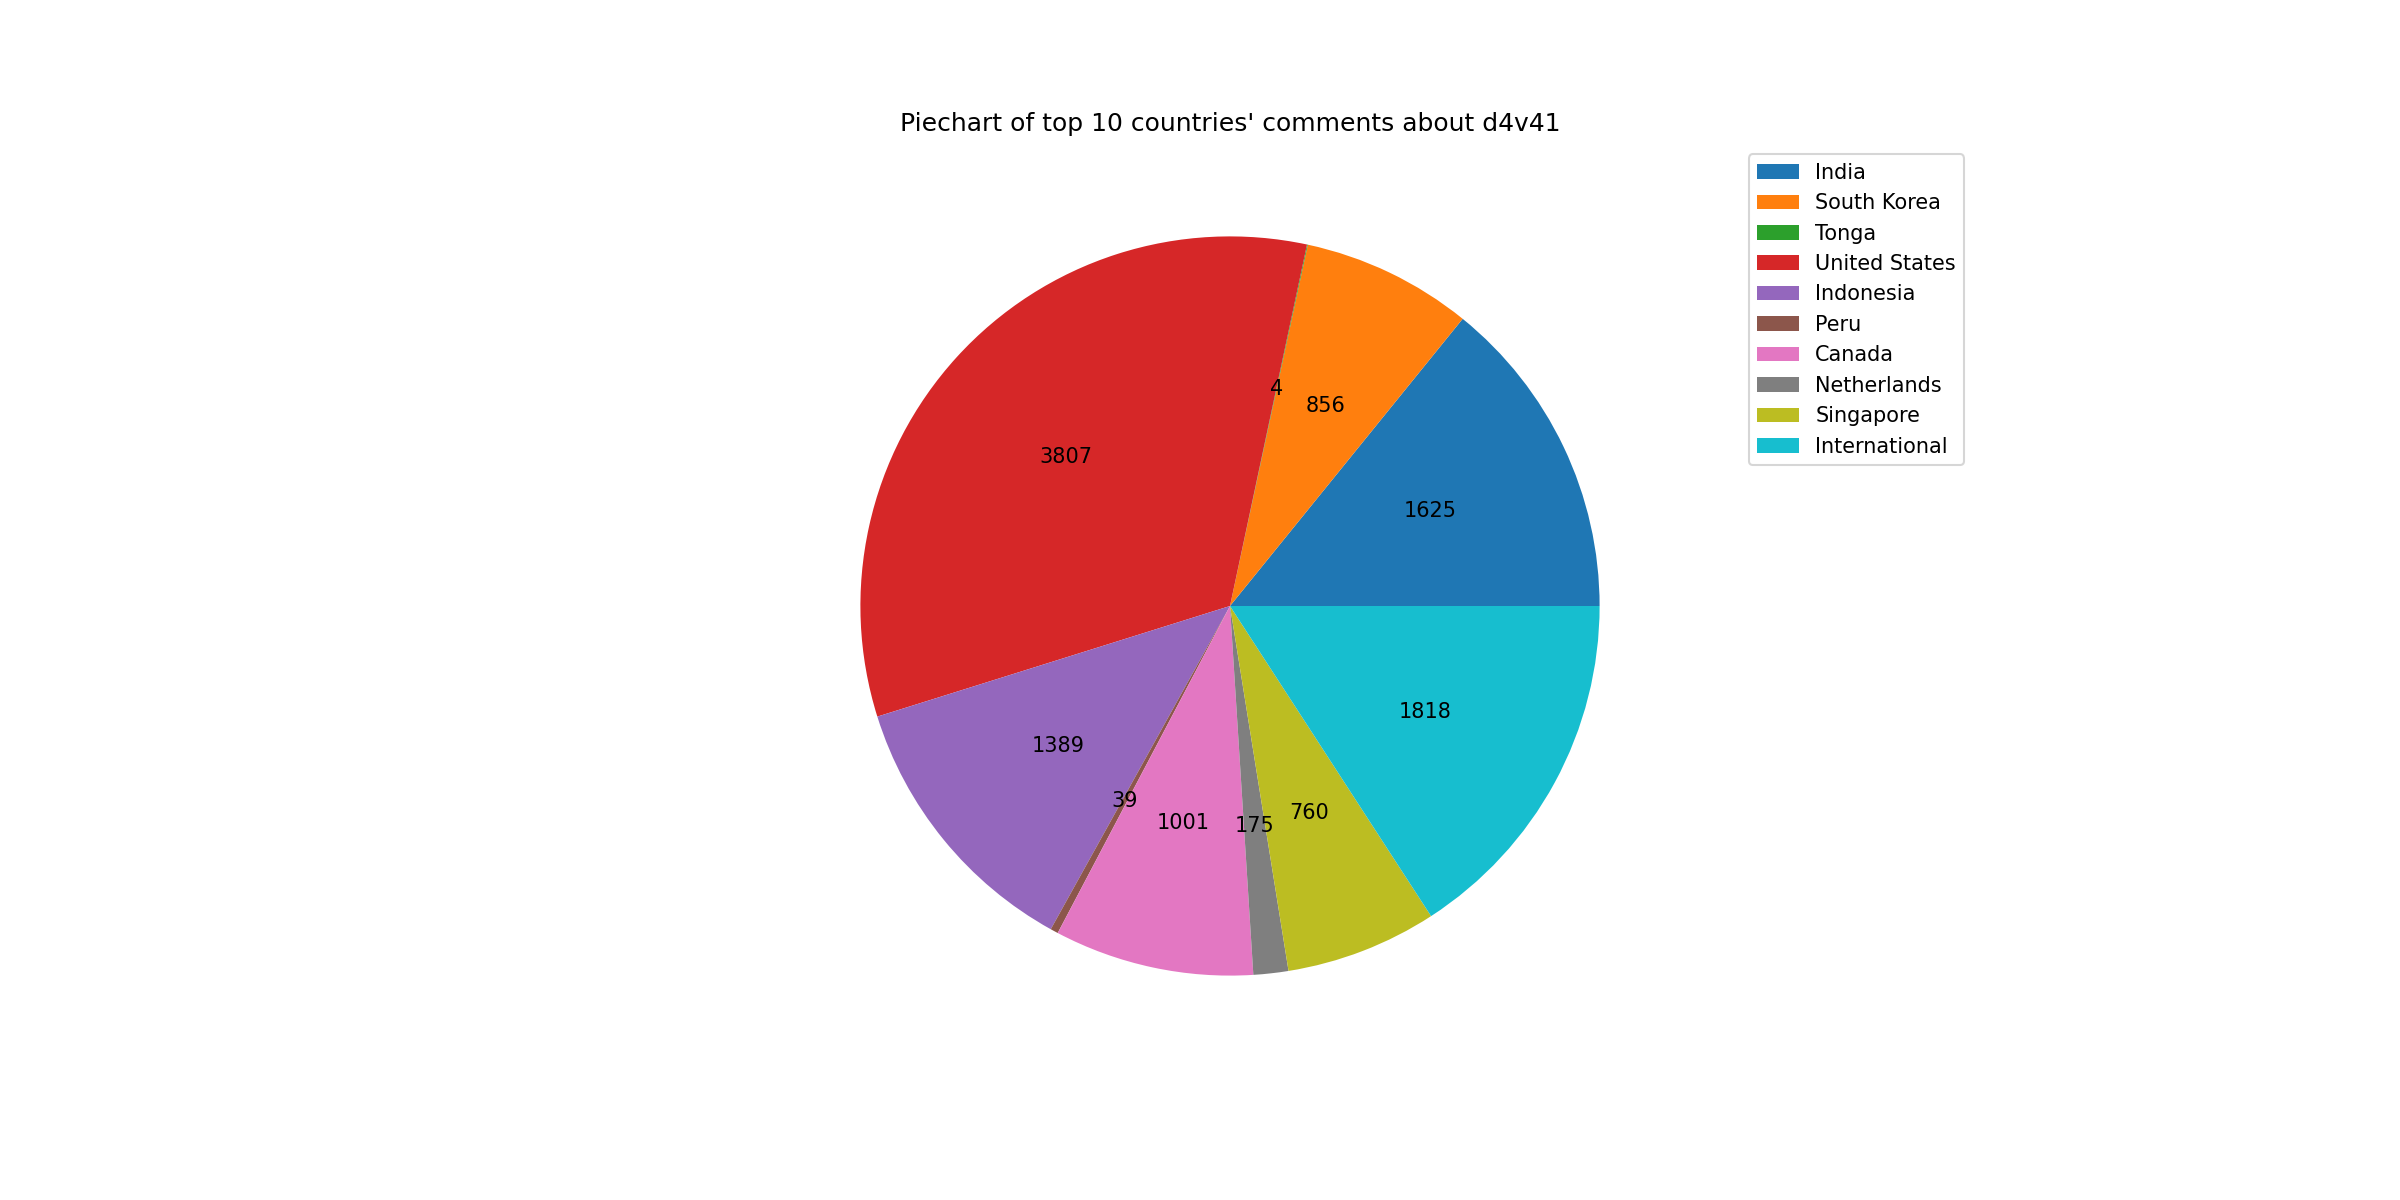 Piechart of top 10 countries' comments about d4v41
India
South Korea
Tonga
United States
Indonesia
Peru
Canada
Netherlands
Singapore
International
4
856
3807
1625
1818
1389
39
1001
175
760